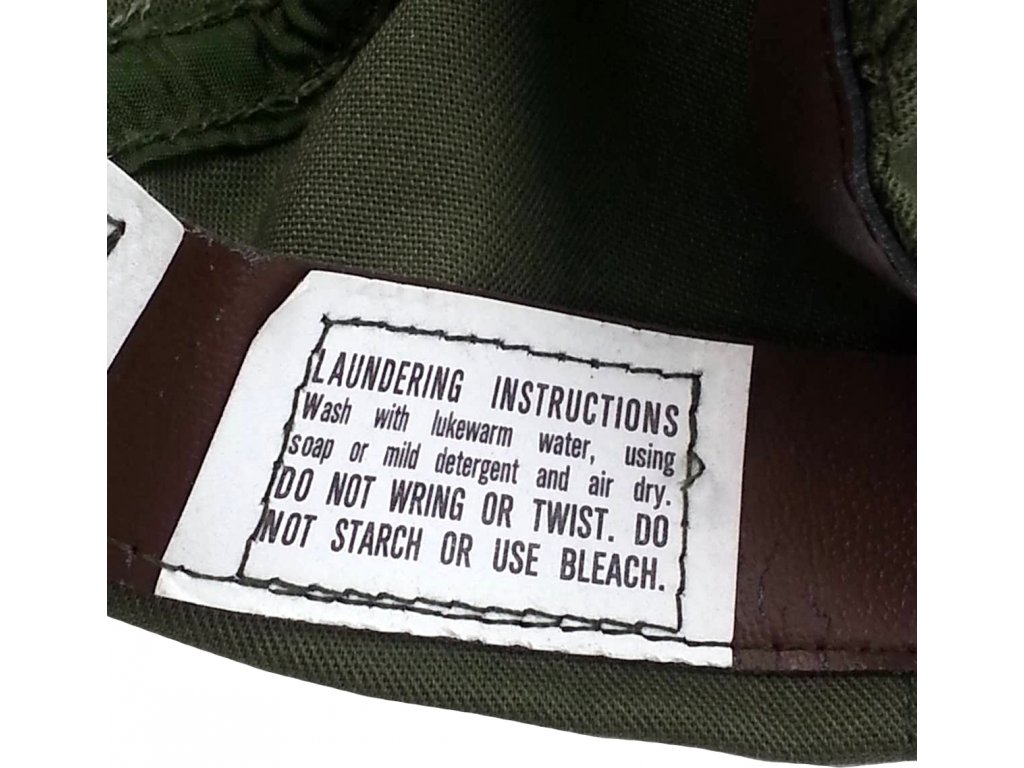 LAUNDERING INSTRUCTIONS
Wash with lukewarm water, using
soap or mild detergent and air dry.
DO NOT WRING OR TWIST. DO
NOT STARCH OR USE BLEACH.